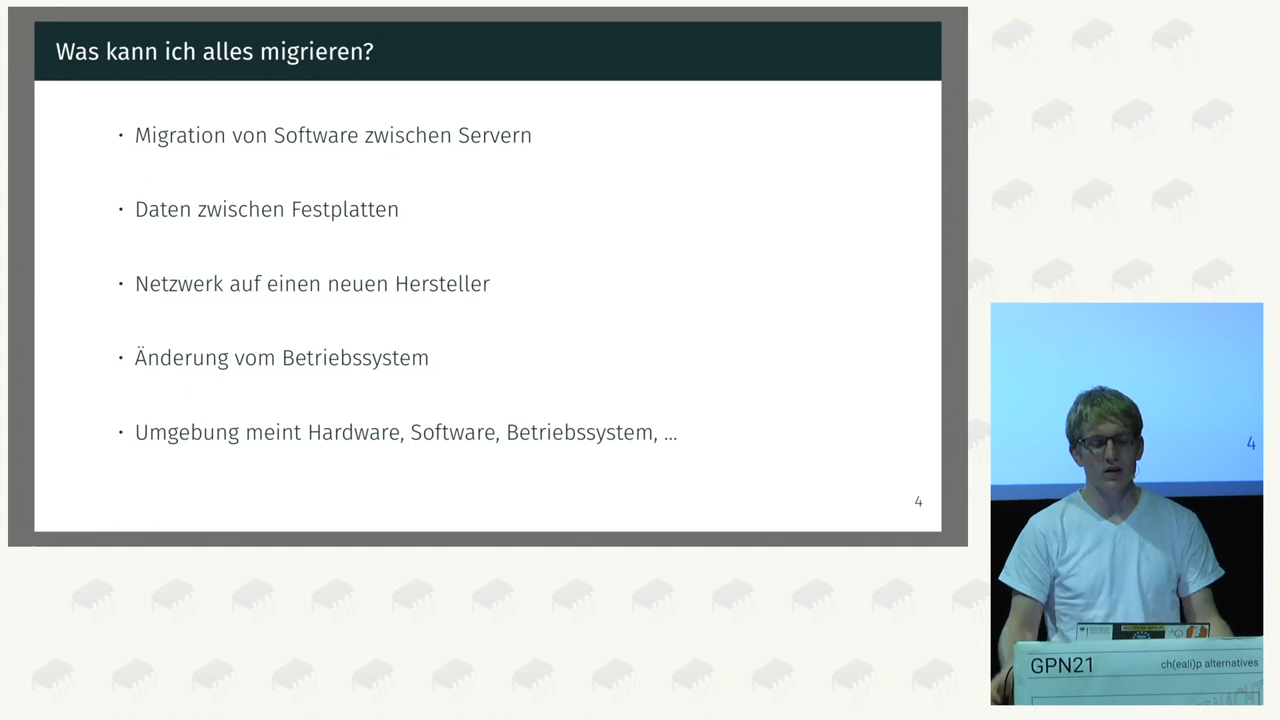 Was kann ich alles migrieren?
• Migration von Software zwischen Servern
• Daten zwischen Festplatten
• Netzwerk auf einen neuen Hersteller
• Änderung vom Betriebssystem
• Umgebung meint Hardware, Software, Betriebssystem, ...
4
4
GPN21
ch(ea|i)p alternatives